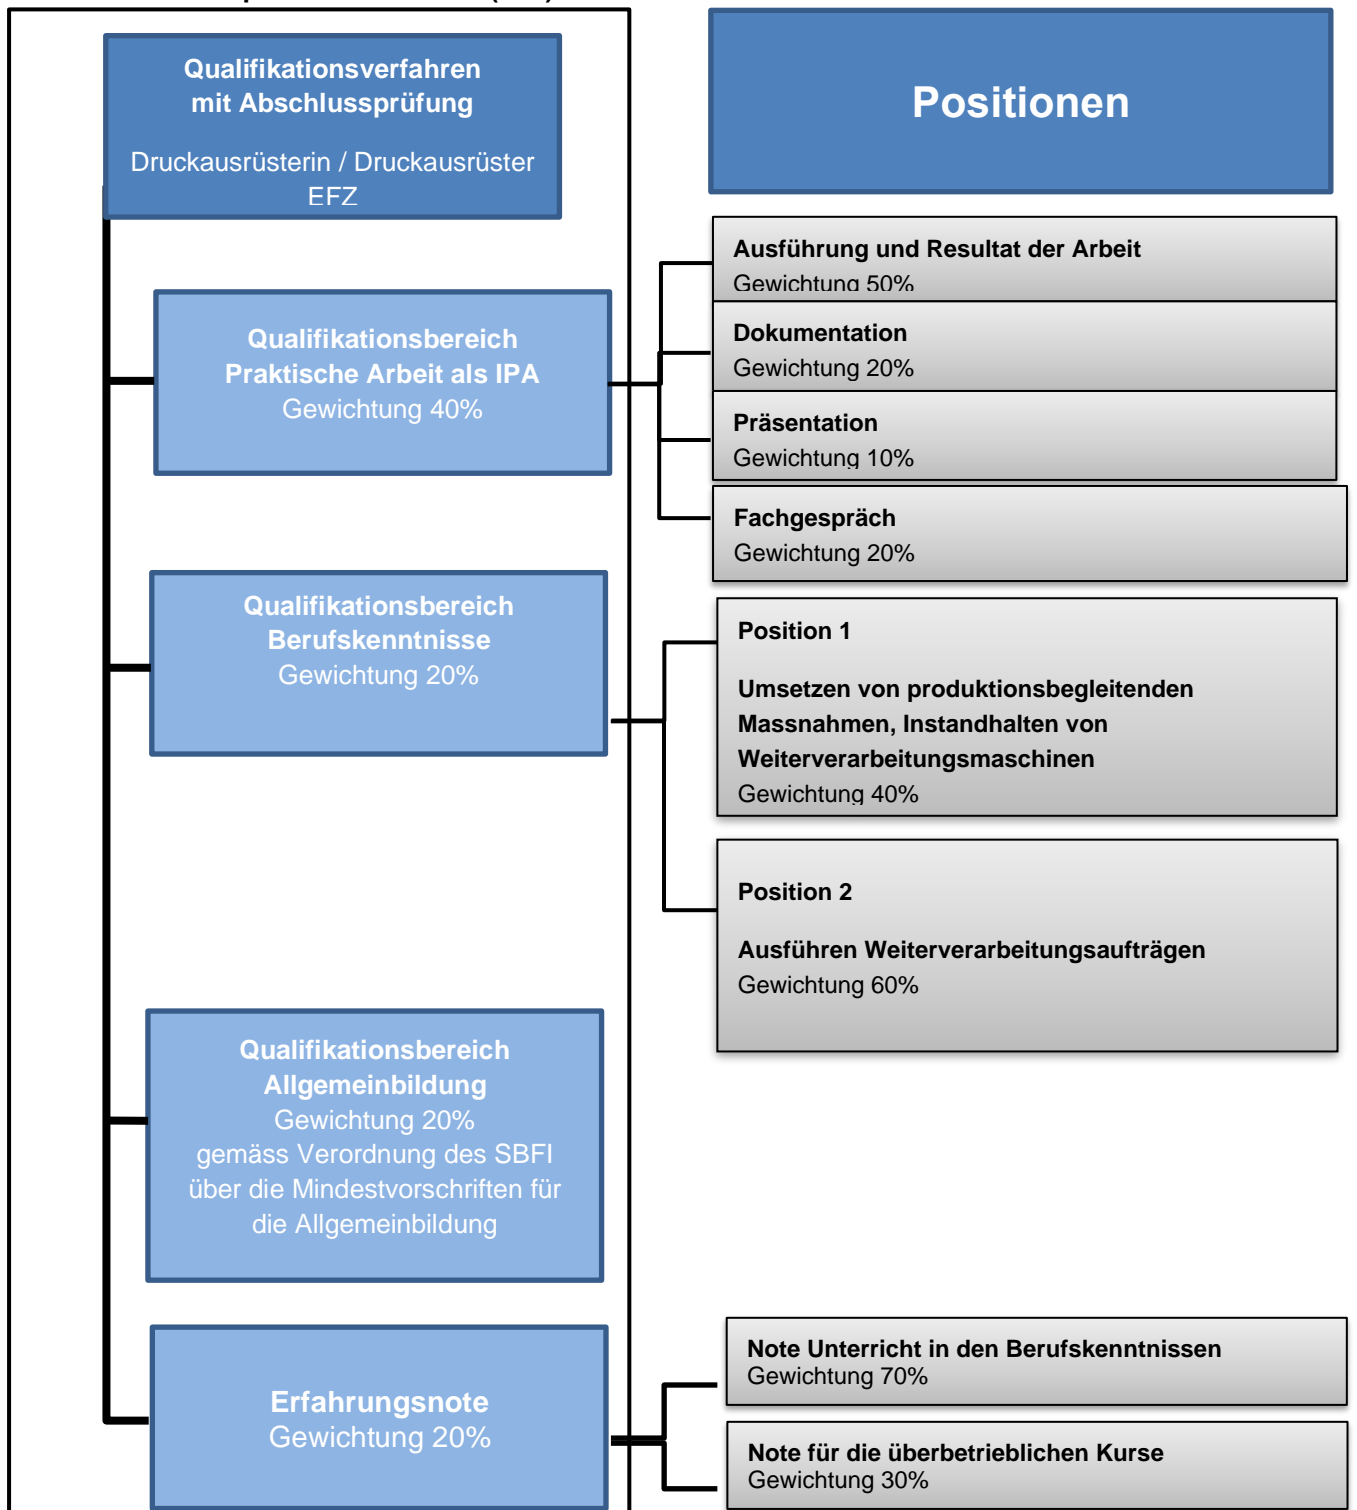 Qualifikationsverfahren
mit Abschlussprüfung
Druckausrüsterin / Druckausrüster
EFZ
Positionen
Qualifikationsbereich
Praktische Arbeit als IPA
Gewichtung 40%
Ausführung und Resultat der Arbeit
Gewichtung 50%
Dokumentation
Gewichtung 20%
Präsentation
Gewichtung 10%
Fachgespräch
Gewichtung 20%
Qualifikationsbereich
Berufskenntnisse
Gewichtung 20%
Position 1
Umsetzen von produktionsbegleitenden
Massnahmen, Instandhalten von
Weiterverarbeitungsmaschinen
Gewichtung 40%
Position 2
Ausführen Weiterverarbeitungsaufträgen
Gewichtung 60%
Qualifikationsbereich
Allgemeinbildung
Gewichtung 20%
gemäss Verordnung des SBFI
über die Mindestvorschriften für
die Allgemeinbildung
Erfahrungsnote
Gewichtung 20%
Note Unterricht in den Berufskenntnissen
Gewichtung 70%
Note für die überbetrieblichen Kurse
Gewichtung 30%